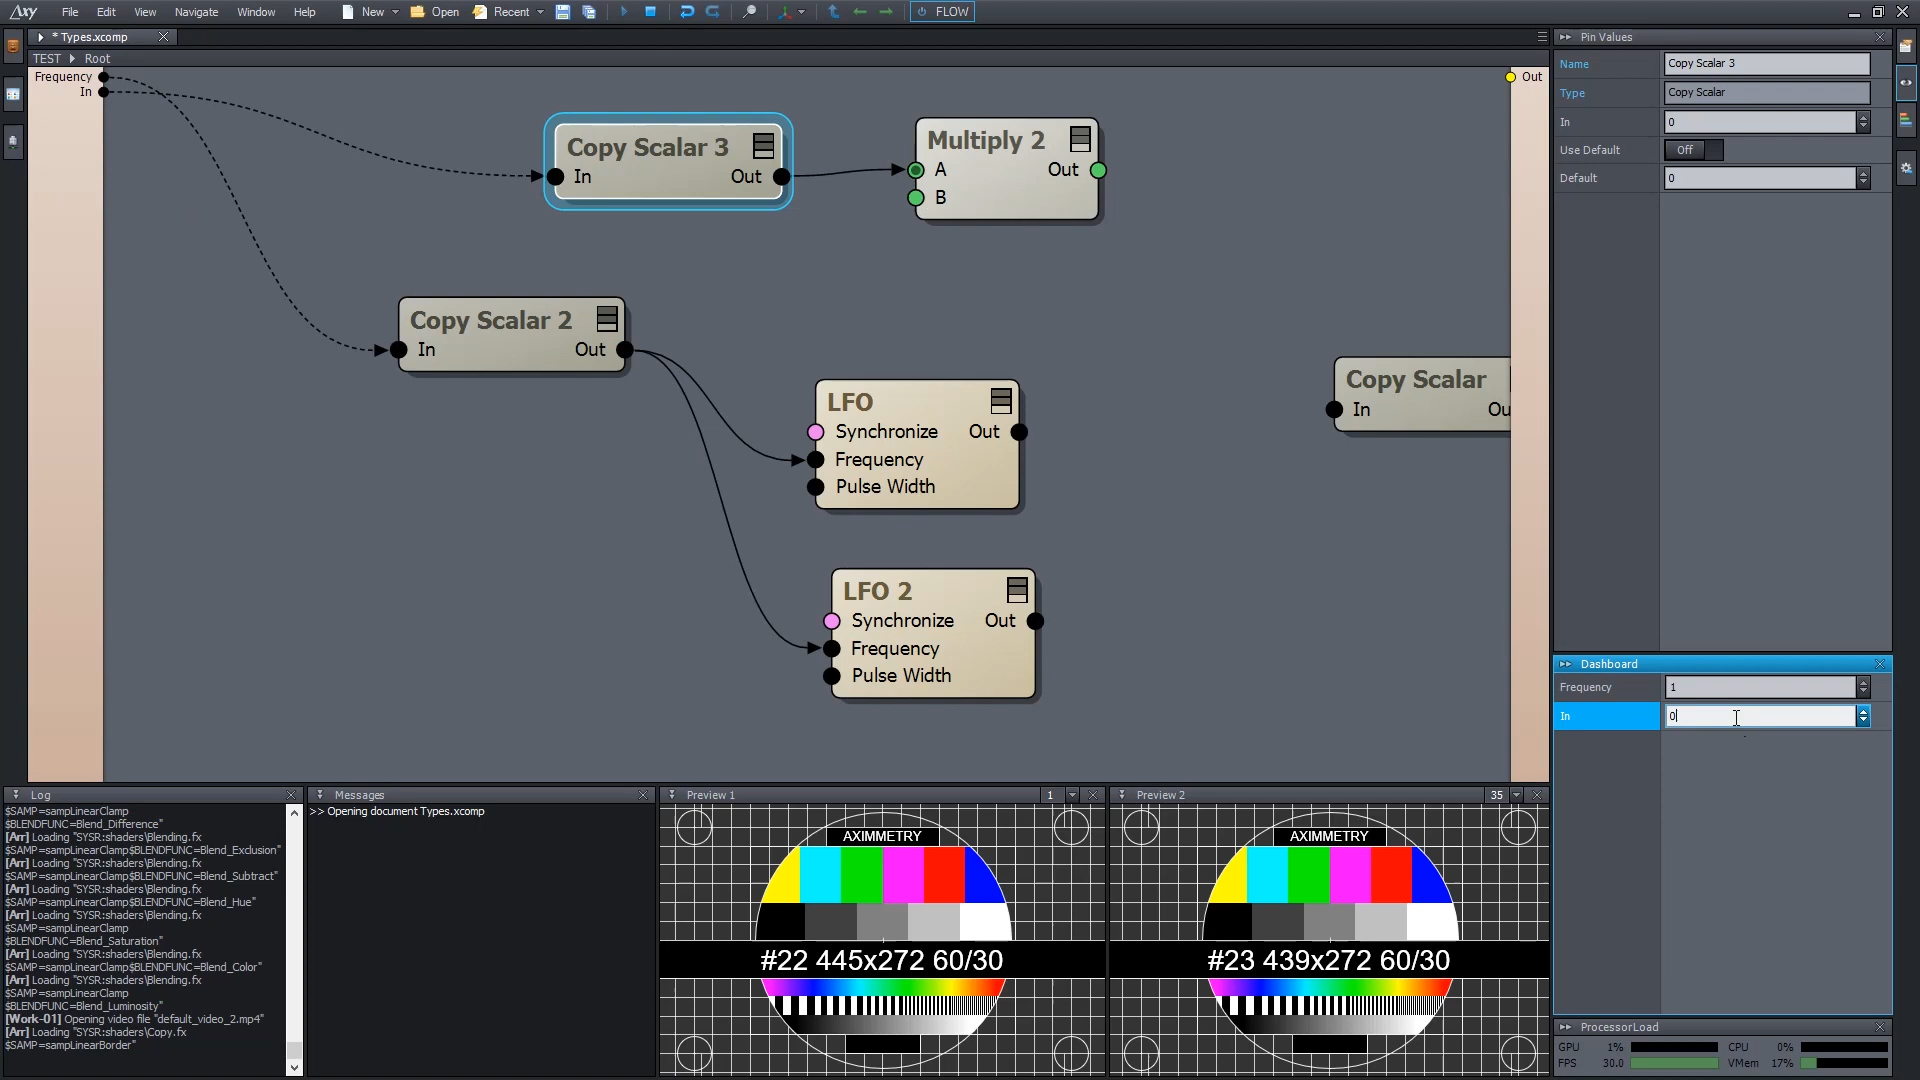 Axy File Edit View Navigate Window Help New Open Recent FLOW
* Types.xcomp
TEST Root
Frequency
In
Out
Copy Scalar 3
In Out
Multiply 2
A Out
B
Copy Scalar 2
In Out
LFO
Synchronize Out
Frequency
Pulse Width
LFO 2
Synchronize Out
Frequency
Pulse Width
Copy Scalar
In Ou
Pin Values
Name Copy Scalar 3
Type Copy Scalar
In 0
Use Default Off
Default 0
Dashboard
Frequency 1
In 0
Log
$SAMP=sampLinearClamp
$BLENDFUNC=Blend_Difference"
[Arr] Loading "SYSR:shaders\Blending.fx
$SAMP=sampLinearClamp$BLENDFUNC=Blend_Exclusion"
[Arr] Loading "SYSR:shaders\Blending.fx
$SAMP=sampLinearClamp$BLENDFUNC=Blend_Subtract"
[Arr] Loading "SYSR:shaders\Blending.fx
$SAMP=sampLinearClamp$BLENDFUNC=Blend_Hue"
[Arr] Loading "SYSR:shaders\Blending.fx
$SAMP=sampLinearClamp
$BLENDFUNC=Blend_Saturation"
[Arr] Loading "SYSR:shaders\Blending.fx
$SAMP=sampLinearClamp$BLENDFUNC=Blend_Color"
[Arr] Loading "SYSR:shaders\Blending.fx
$SAMP=sampLinearClamp
$BLENDFUNC=Blend_Luminosity"
[Work-01] Opening video file "default_video_2.mp4"
[Arr] Loading "SYSR:shaders\Copy.fx
$SAMP=sampLinearBorder"
Messages
>> Opening document Types.xcomp
Preview 1 1
AXIMMETRY
#22 445x272 60/30
Preview 2 35
AXIMMETRY
#23 439x272 60/30
ProcessorLoad
GPU 1% CPU 0%
FPS 30.0 VMem 17%